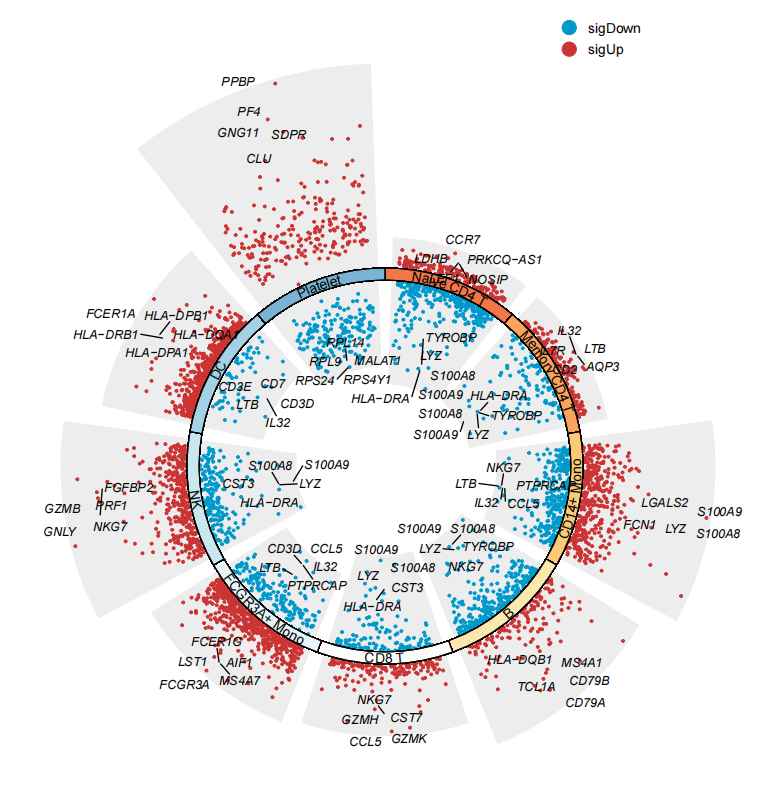 sigDown
sigUp
PPBP
PF4
GNG11 SDPR
CLU
CCR7
LDHB PRKCQ−AS1
NOSIP
Naive CD4 T
Platelet
FCER1A HLA−DPB1
HLA−DRB1 HLA−DQA1
HLA−DPA1
DC
IL32
LTB
CD2 AQP3
Memory CD4 T
RPL14
RPL9 MALAT1
RPS24 RPS4Y1
TYROBP
LYZ
S100A8
HLA−DRA S100A9
CD3E CD7
LTB CD3D
IL32
HLA−DRA
S100A8 TYROBP
S100A9 LYZ
S100A8 S100A9
CST3 LYZ
HLA−DRA
NK
FGFBP2
GZMB PRF1
GNLY NKG7
NKG7
LTB PTPRCAP
IL32 CCL5
CD14+ Mono
LGALS2 S100A9
FCN1 LYZ S100A8
CD3D CCL5
LTB IL32
PTPRCAP
FCGR3A+ Mono
S100A9
LYZ S100A8
CST3
HLA−DRA
S100A9 S100A8
LYZ TYROBP
NKG7
B
CD8 T
FCER1G
LST1 AIF1
FCGR3A MS4A7
HLA−DQB1 MS4A1
TCL1A CD79B
CD79A
NKG7
GZMH CST7
CCL5 GZMK